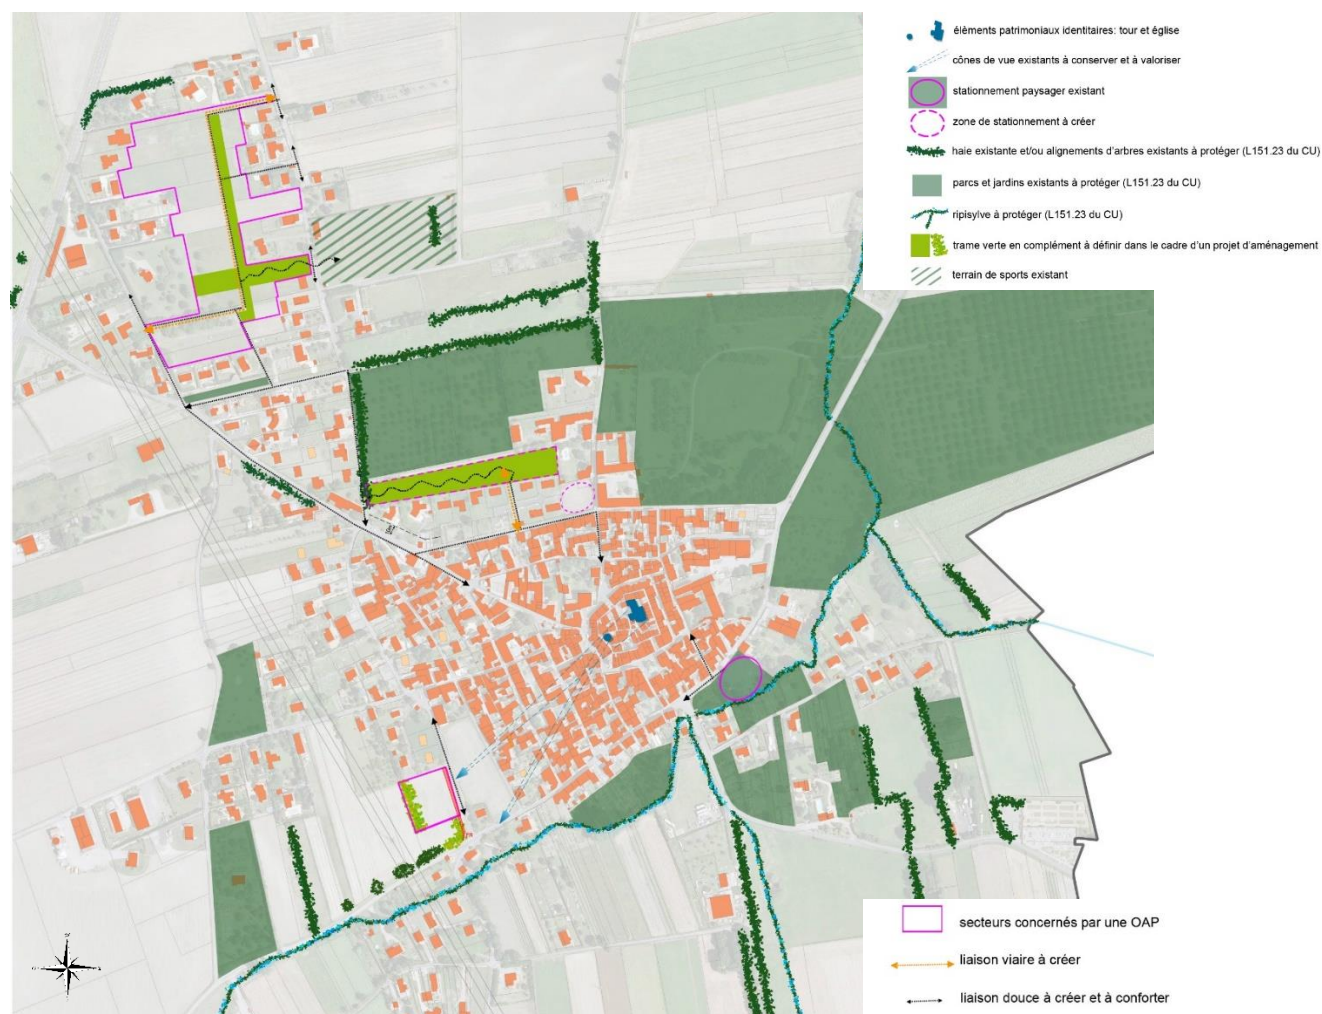 éléments patrimoniaux identitaires: tour et église
cônes de vue existants à conserver et à valoriser
stationnement paysager existant
zone de stationnement à créer
haie existante et/ou alignements d'arbres existants à protéger (L151.23 du CU)
parcs et jardins existants à protéger (L151.23 du CU)
ripisylve à protéger (L151.23 du CU)
trame verte en complément à définir dans le cadre d'un projet d'aménagement
terrain de sports existant
secteurs concernés par une OAP
liaison viaire à créer
liaison douce à créer et à conforter